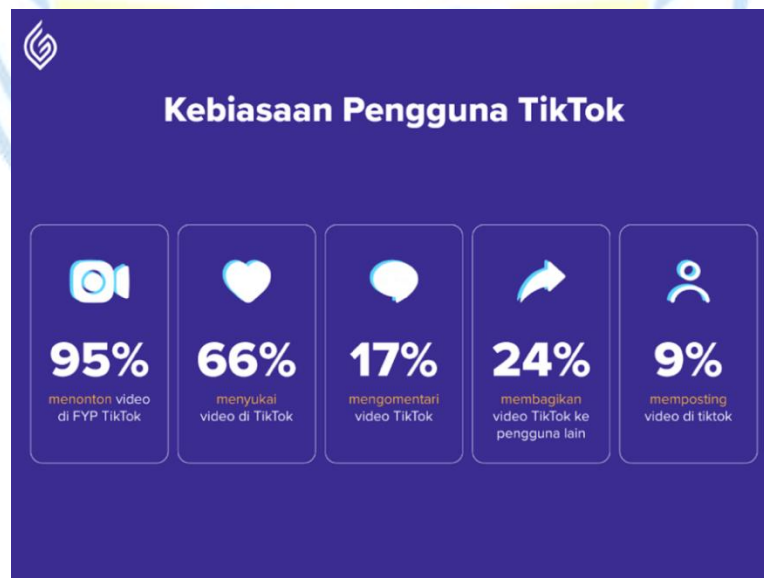 Kebiasaan Pengguna TikTok
95%
menonton video
di FYP TikTok
66%
menyukai
video di TikTok
17%
mengomentari
video TikTok
24%
membagikan
video TikTok ke
pengguna lain
9%
memposting
video di tiktok